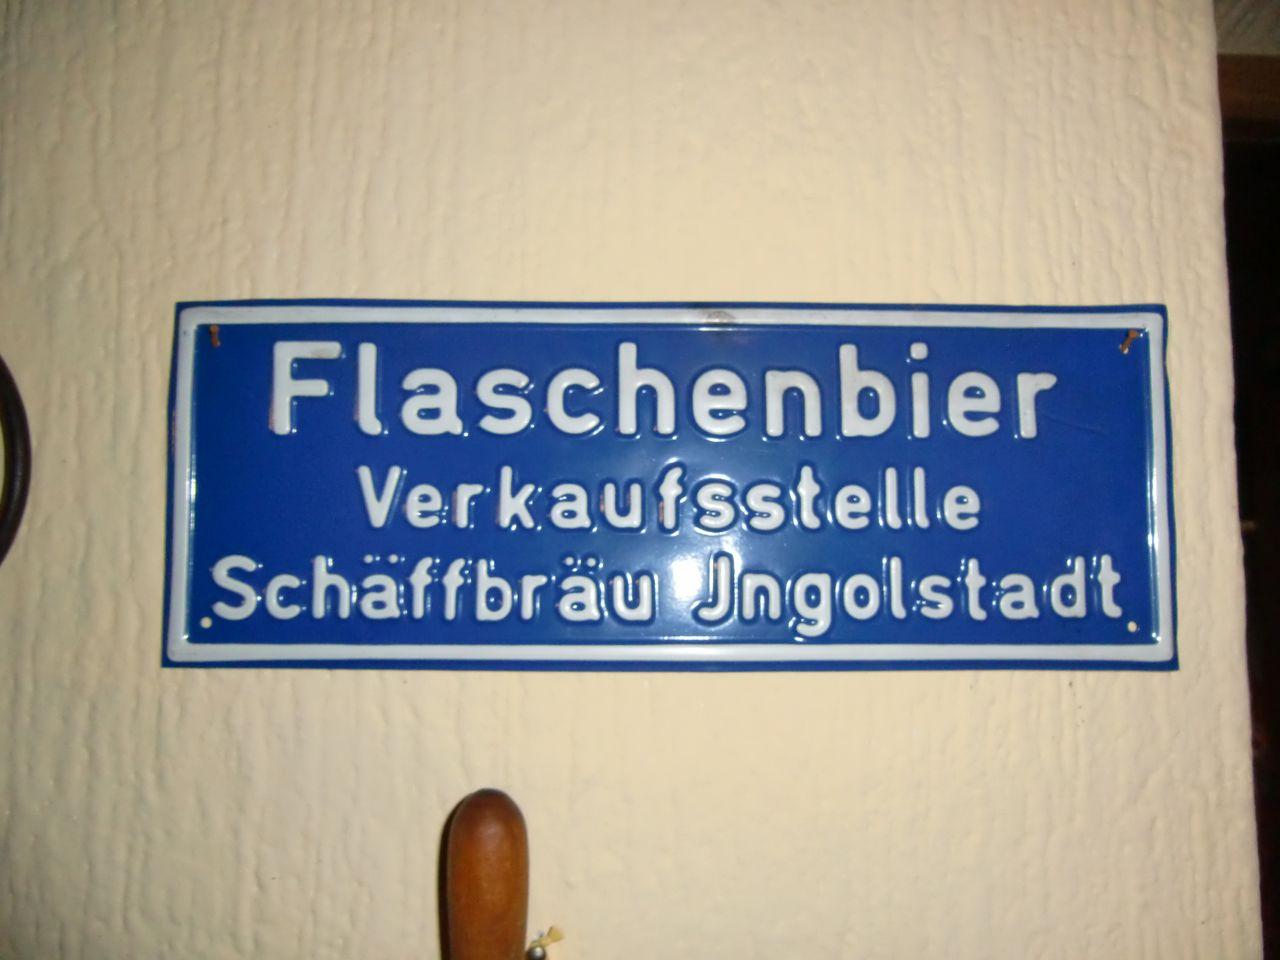 Flaschenbier
Verkaufsstelle
Schäffbräu Jngolstadt